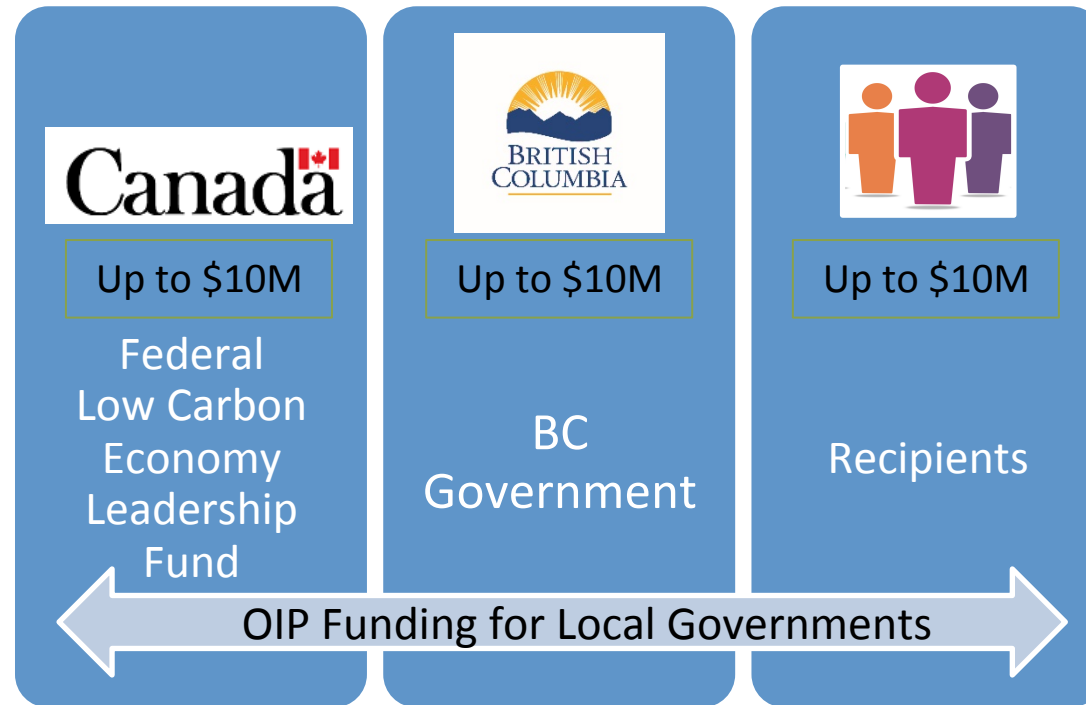 Canada
Up to $10M
Federal
Low Carbon
Economy
Leadership
Fund
BRITISH
COLUMBIA
Up to $10M
BC
Government
Up to $10M
Recipients
OIP Funding for Local Governments